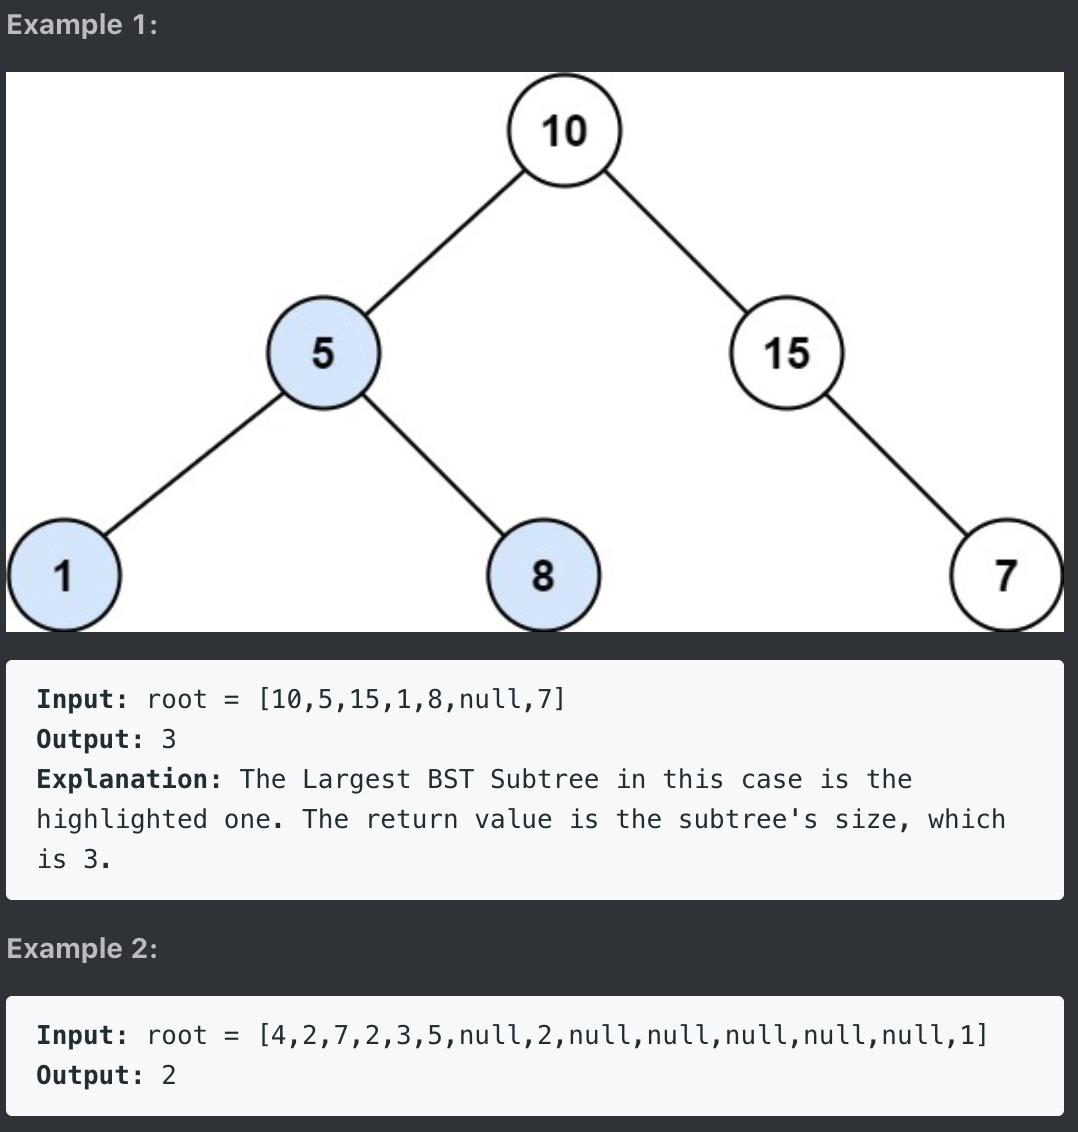 Example 1:
10
5
15
1
8
7
Input: root = [10,5,15,1,8,null,7]
Output: 3
Explanation: The Largest BST Subtree in this case is the
highlighted one. The return value is the subtree's size, which
is 3.
Example 2:
Input: root = [4,2,7,2,3,5,null,2,null,null,null,null,null,1]
Output: 2